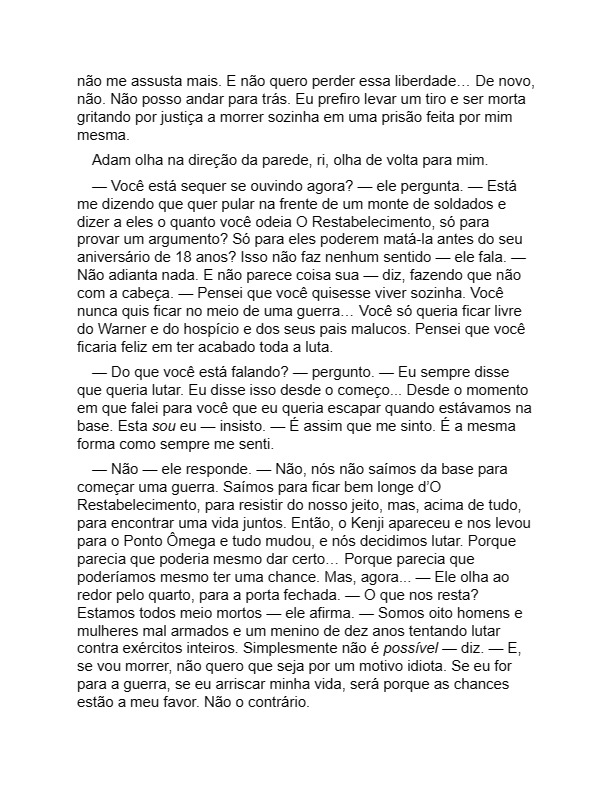 não me assusta mais. E não quero perder essa liberdade… De novo,
não. Não posso andar para trás. Eu prefiro levar um tiro e ser morta
gritando por justiça a morrer sozinha em uma prisão feita por mim
mesma.
Adam olha na direção da parede, ri, olha de volta para mim.
— Você está sequer se ouvindo agora? — ele pergunta. — Está
me dizendo que quer pular na frente de um monte de soldados e
dizer a eles o quanto você odeia O Restabelecimento, só para
provar um argumento? Só para eles poderem matá-la antes do seu
aniversário de 18 anos? Isso não faz nenhum sentido — ele fala. —
Não adianta nada. E não parece coisa sua — diz, fazendo que não
com a cabeça. — Pensei que você quisesse viver sozinha. Você
nunca quis ficar no meio de uma guerra… Você só queria ficar livre
do Warner e do hospício e dos seus pais malucos. Pensei que você
ficaria feliz em ter acabado toda a luta.
— Do que você está falando? — pergunto. — Eu sempre disse
que queria lutar. Eu disse isso desde o começo... Desde o momento
em que falei para você que eu queria escapar quando estávamos na
base. Esta sou eu — insisto. — É assim que me sinto. É a mesma
forma como sempre me senti.
— Não — ele responde. — Não, nós não saímos da base para
começar uma guerra. Saímos para ficar bem longe d’O
Restabelecimento, para resistir do nosso jeito, mas, acima de tudo,
para encontrar uma vida juntos. Então, o Kenji apareceu e nos levou
para o Ponto Ômega e tudo mudou, e nós decidimos lutar. Porque
parecia que poderia mesmo dar certo… Porque parecia que
poderíamos mesmo ter uma chance. Mas, agora... — Ele olha ao
redor pelo quarto, para a porta fechada. — O que nos resta?
Estamos todos meio mortos — ele afirma. — Somos oito homens e
mulheres mal armados e um menino de dez anos tentando lutar
contra exércitos inteiros. Simplesmente não é possível — diz. — E,
se vou morrer, não quero que seja por um motivo idiota. Se eu for
para a guerra, se eu arriscar minha vida, será porque as chances
estão a meu favor. Não o contrário.